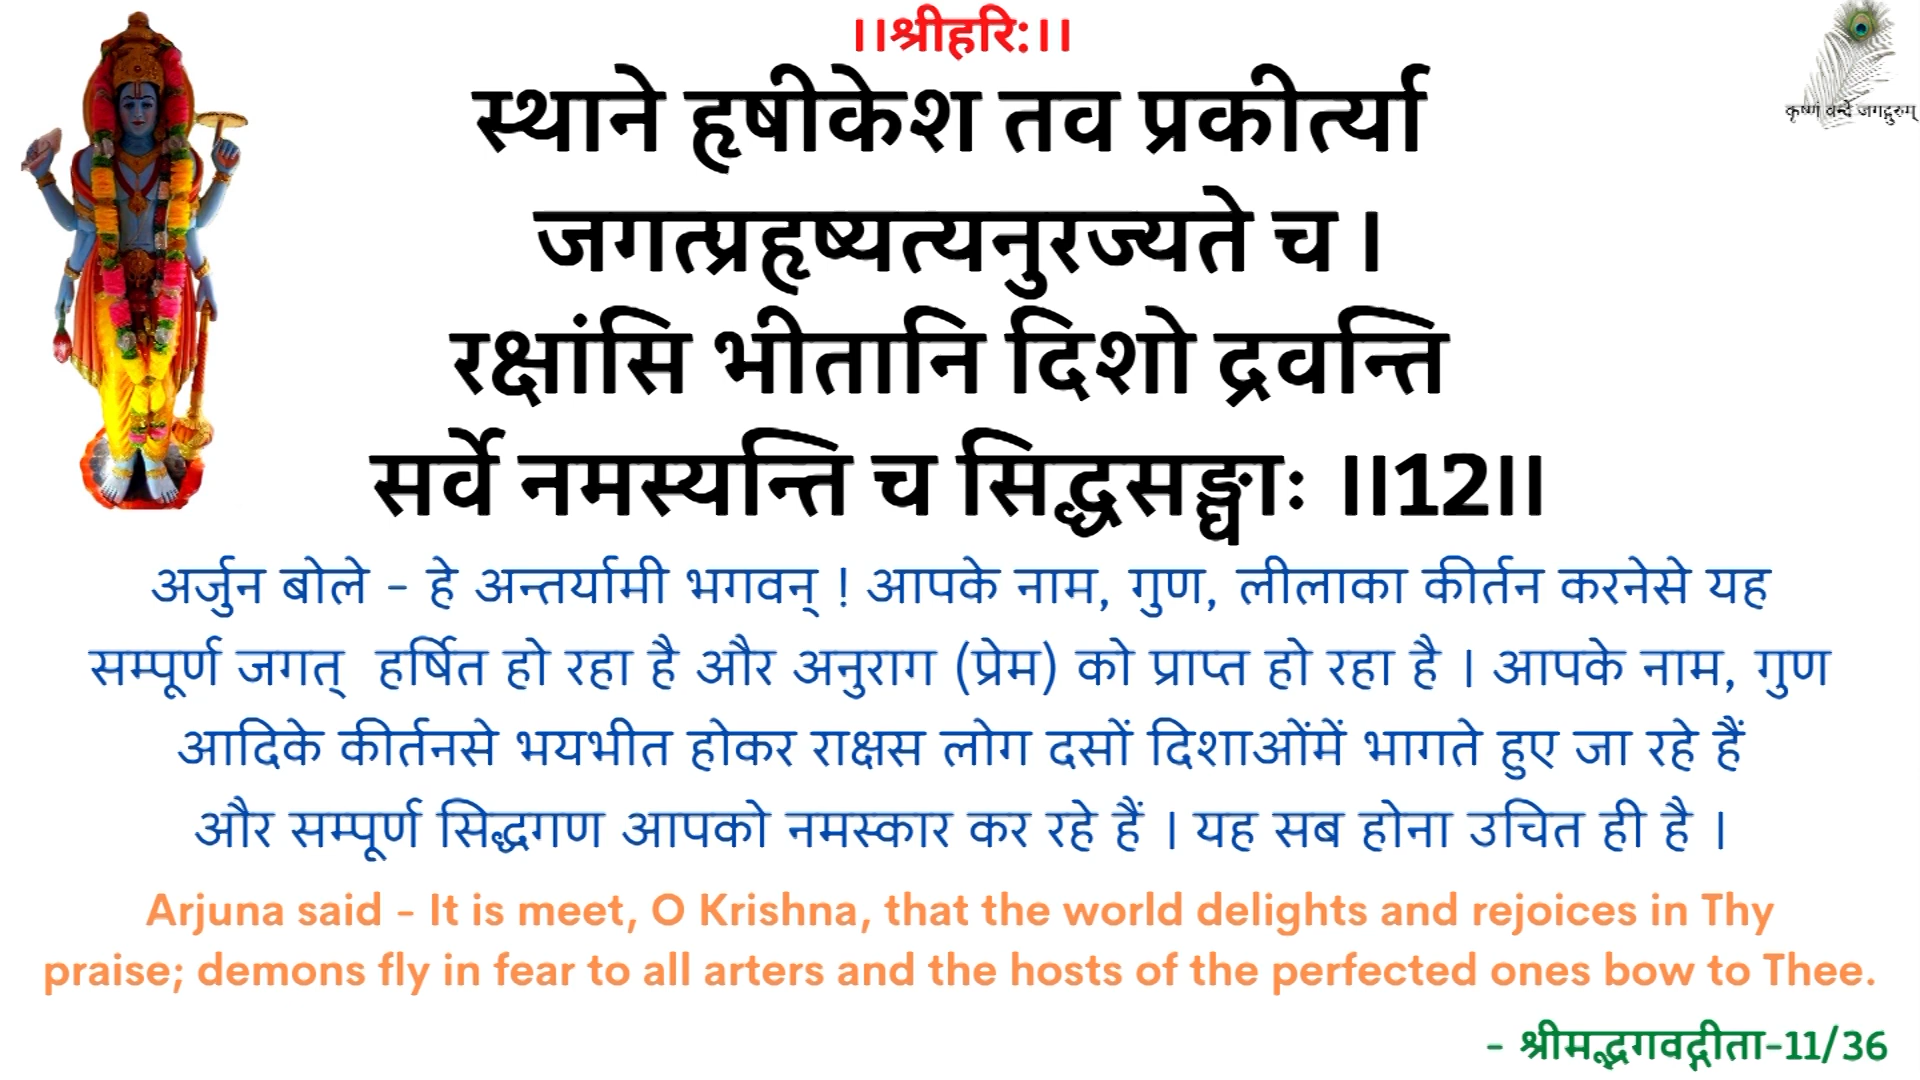 ।।श्रीहरि:।।
कृष्णं वन्दे जगद्गुरुम्
स्थाने हृषीकेश तव प्रकीर्त्या
जगत्प्रहृष्यत्यनुरज्यते च ।
रक्षांसि भीतानि दिशो द्रवन्ति
सर्वे नमस्यन्ति च सिद्धसङ्घाः ।।12।।
अर्जुन बोले - हे अन्तर्यामी भगवन् ! आपके नाम, गुण, लीलाका कीर्तन करनेसे यह
सम्पूर्ण जगत् हर्षित हो रहा है और अनुराग (प्रेम) को प्राप्त हो रहा है । आपके नाम, गुण
आदिके कीर्तनसे भयभीत होकर राक्षस लोग दसों दिशाओंमें भागते हुए जा रहे हैं
और सम्पूर्ण सिद्धगण आपको नमस्कार कर रहे हैं । यह सब होना उचित ही है ।
Arjuna said - It is meet, O Krishna, that the world delights and rejoices in Thy
praise; demons fly in fear to all arters and the hosts of the perfected ones bow to Thee.
- श्रीमद्भगवद्गीता-11/36